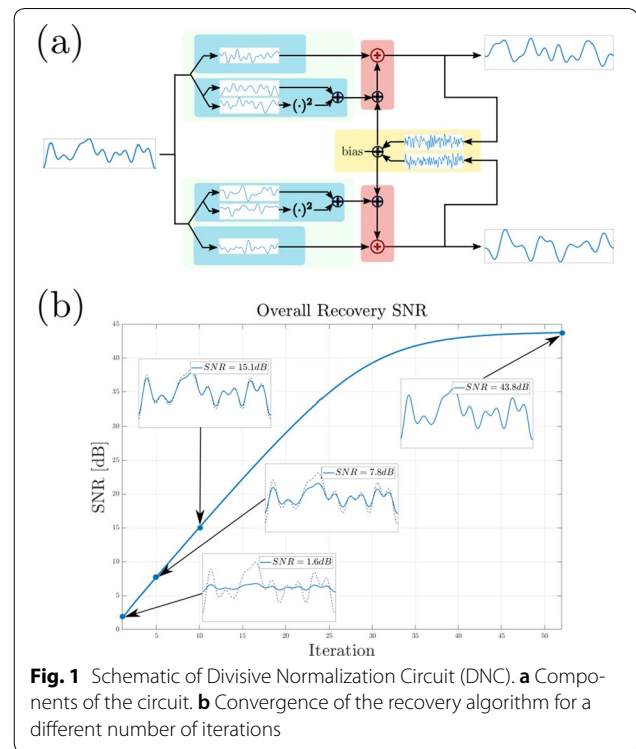 (a)
(·)²
bias
(·)²
(b)
Overall Recovery SNR
SNR [dB]
45
40
35
30
25
20
15
10
5
0
SNR = 15.1dB
SNR = 43.8dB
SNR = 7.8dB
SNR = 1.6dB
5 10 15 20 25 30 35 40 45 50
Iteration
Fig. 1 Schematic of Divisive Normalization Circuit (DNC). a Compo-
nents of the circuit. b Convergence of the recovery algorithm for a
different number of iterations